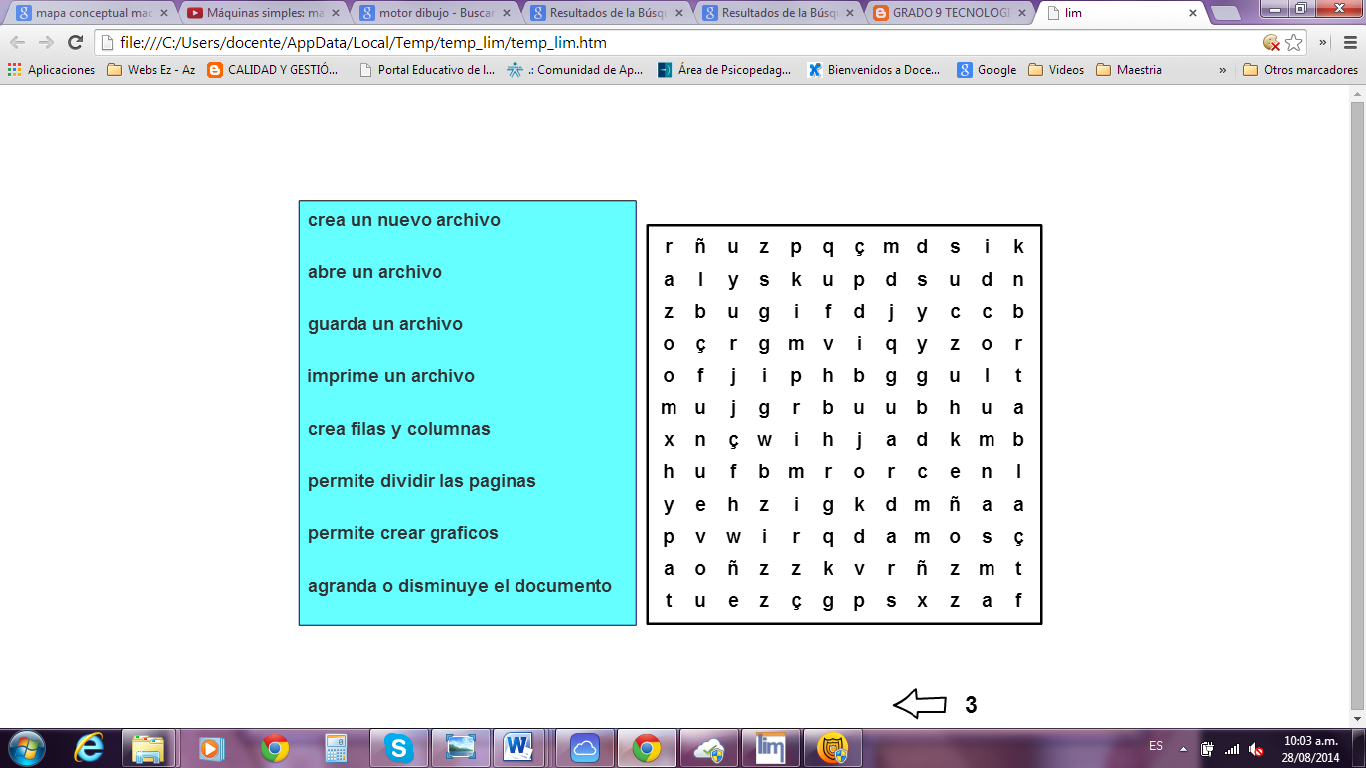 mapa conceptual mac
Máquinas simples: ma
motor dibujo - Buscar
Resultados de la Búsqu
Resultados de la Búsqu
GRADO 9 TECNOLOGI
lim
file:///C:/Users/docente/AppData/Local/Temp/temp_lim/temp_lim.htm
Aplicaciones
Webs Ez - Az
CALIDAD Y GESTIÓ...
Portal Educativo de l...
.: Comunidad de Ap...
Área de Psicopedag...
Bienvenidos a Doce...
Google
Videos
Maestria
Otros marcadores
crea un nuevo archivo
abre un archivo
guarda un archivo
imprime un archivo
crea filas y columnas
permite dividir las paginas
permite crear graficos
agranda o disminuye el documento
r ñ u z p q ç m d s i k
a l y s k u p d s u d n
z b u g i f d j y c c b
o ç r g m v i q y z o r
o f j i p h b g g u l t
m u j g r b u u b h u a
x n ç w i h j a d k m b
h u f b m r o r c e n l
y e h z i g k d m ñ a a
p v w i r q d a m o s ç
a o ñ z z k v r ñ z m t
t u e z ç g p s x z a f
3
lim
ES
10:03 a.m.
28/08/2014